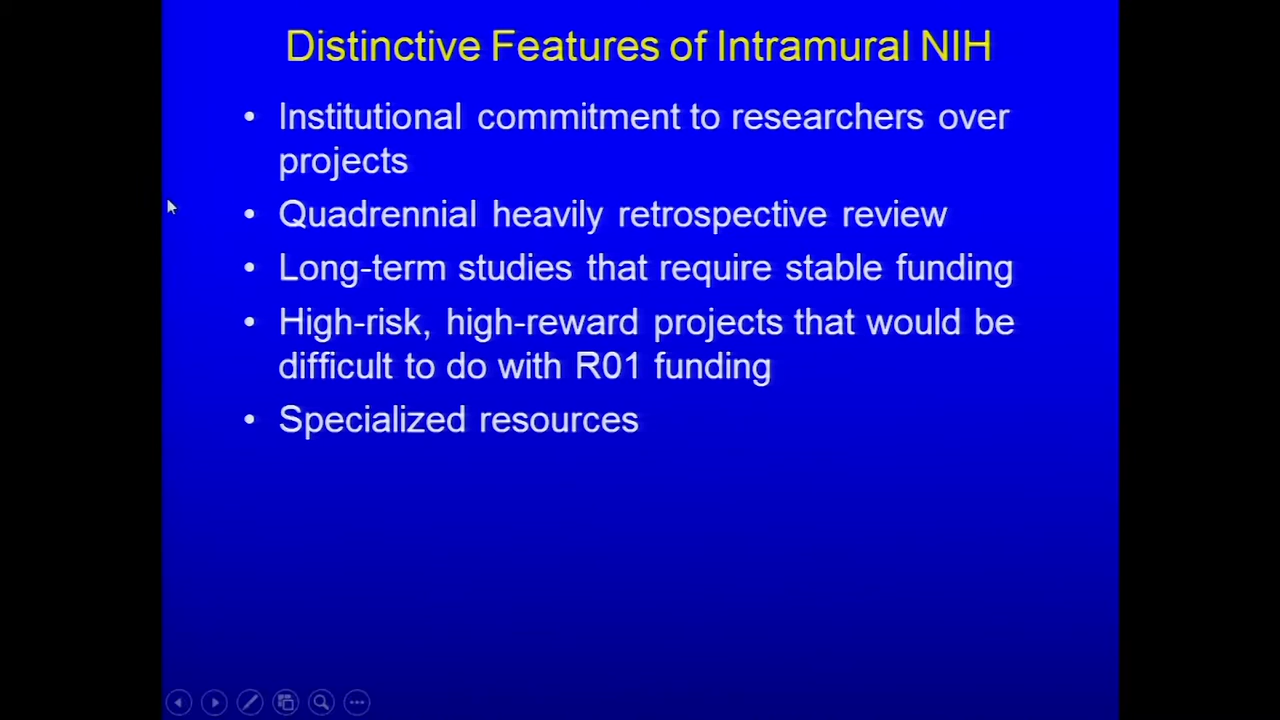 Distinctive Features of Intramural NIH
• Institutional commitment to researchers over
projects
• Quadrennial heavily retrospective review
• Long-term studies that require stable funding
• High-risk, high-reward projects that would be
difficult to do with R01 funding
• Specialized resources